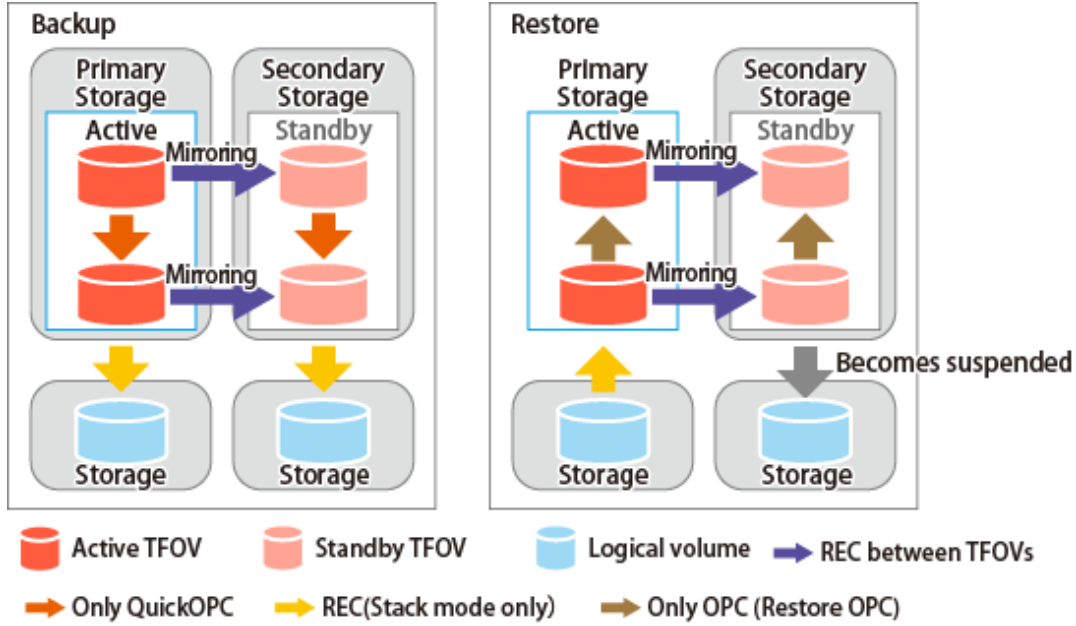 Backup
Primary
Storage
Secondary
Storage
Active
Standby
Mirroring
Mirroring
Storage
Storage
Restore
Primary
Storage
Secondary
Storage
Active
Standby
Mirroring
Mirroring
Becomes suspended
Storage
Storage
Active TFOV
Standby TFOV
Logical volume
REC between TFOVs
Only QuickOPC
REC(Stack mode only)
Only OPC (Restore OPC)